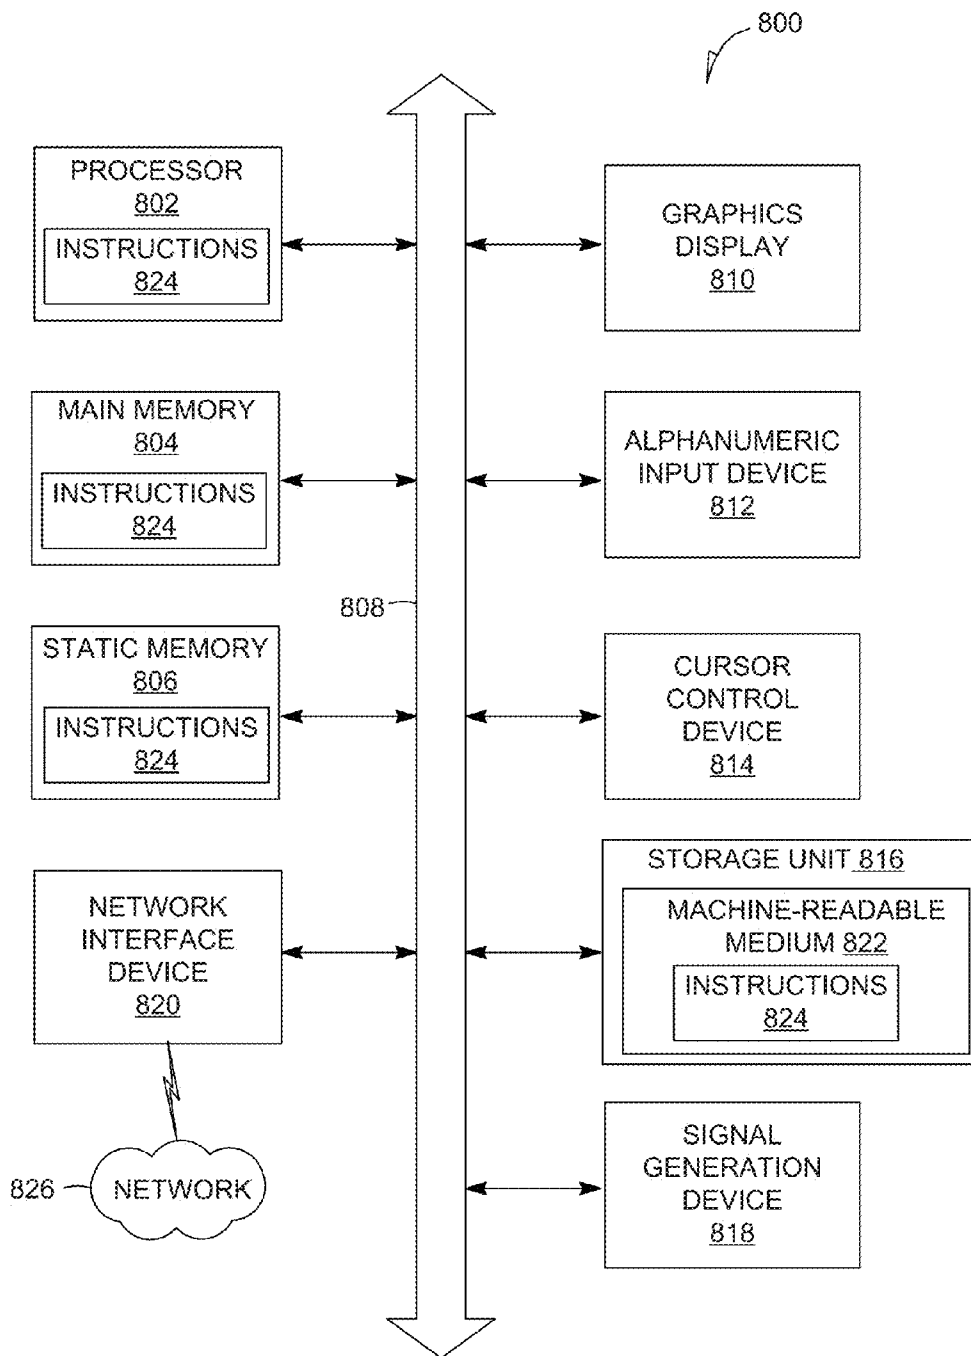 800
PROCESSOR
802
INSTRUCTIONS
824
MAIN MEMORY
804
INSTRUCTIONS
824
808
STATIC MEMORY
806
INSTRUCTIONS
824
NETWORK
INTERFACE
DEVICE
820
826
NETWORK
GRAPHICS
DISPLAY
810
ALPHANUMERIC
INPUT DEVICE
812
CURSOR
CONTROL
DEVICE
814
STORAGE UNIT 816
MACHINE-READABLE
MEDIUM 822
INSTRUCTIONS
824
SIGNAL
GENERATION
DEVICE
818